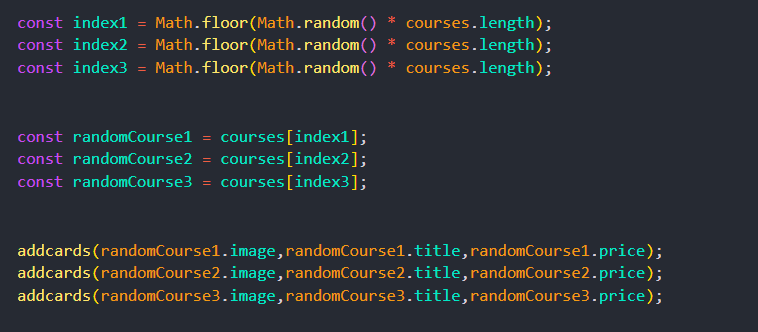 const index1 = Math.floor(Math.random() * courses.length);
const index2 = Math.floor(Math.random() * courses.length);
const index3 = Math.floor(Math.random() * courses.length);
const randomCourse1 = courses[index1];
const randomCourse2 = courses[index2];
const randomCourse3 = courses[index3];
addcards(randomCourse1.image,randomCourse1.title,randomCourse1.price);
addcards(randomCourse2.image,randomCourse2.title,randomCourse2.price);
addcards(randomCourse3.image,randomCourse3.title,randomCourse3.price);